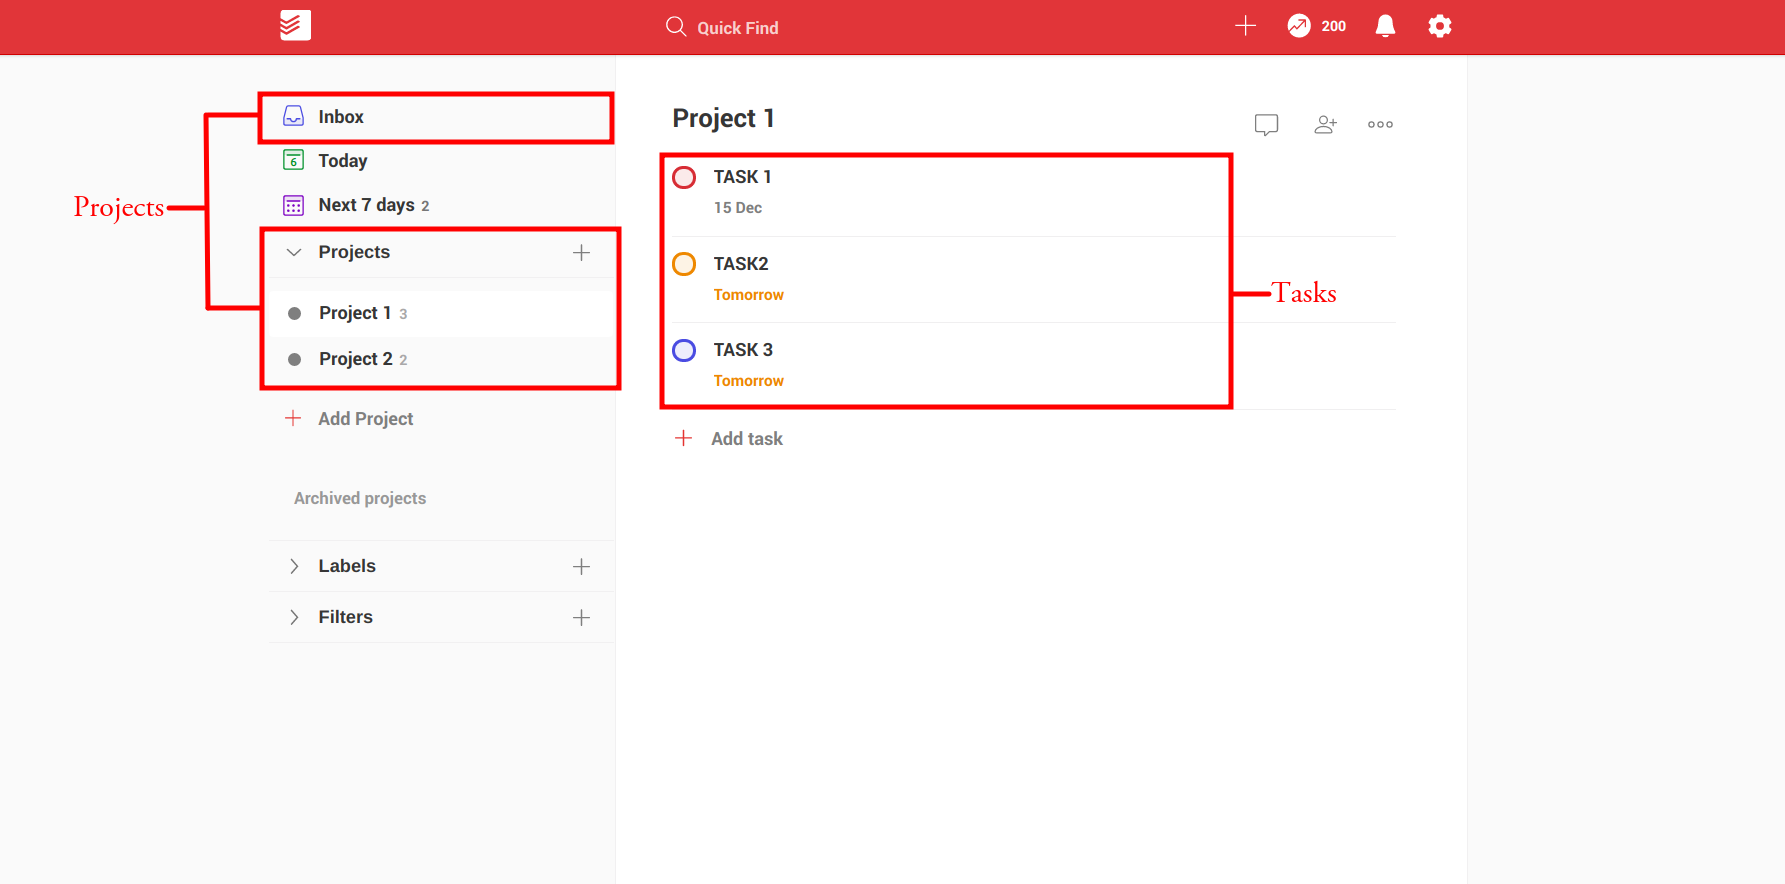 Quick Find
200
Inbox
6
Today
Next 7 days 2
Projects
Projects
Project 1 3
Project 2 2
Add Project
Archived projects
Labels
Filters
Project 1
TASK 1
15 Dec
TASK2
Tomorrow
Tasks
TASK 3
Tomorrow
Add task